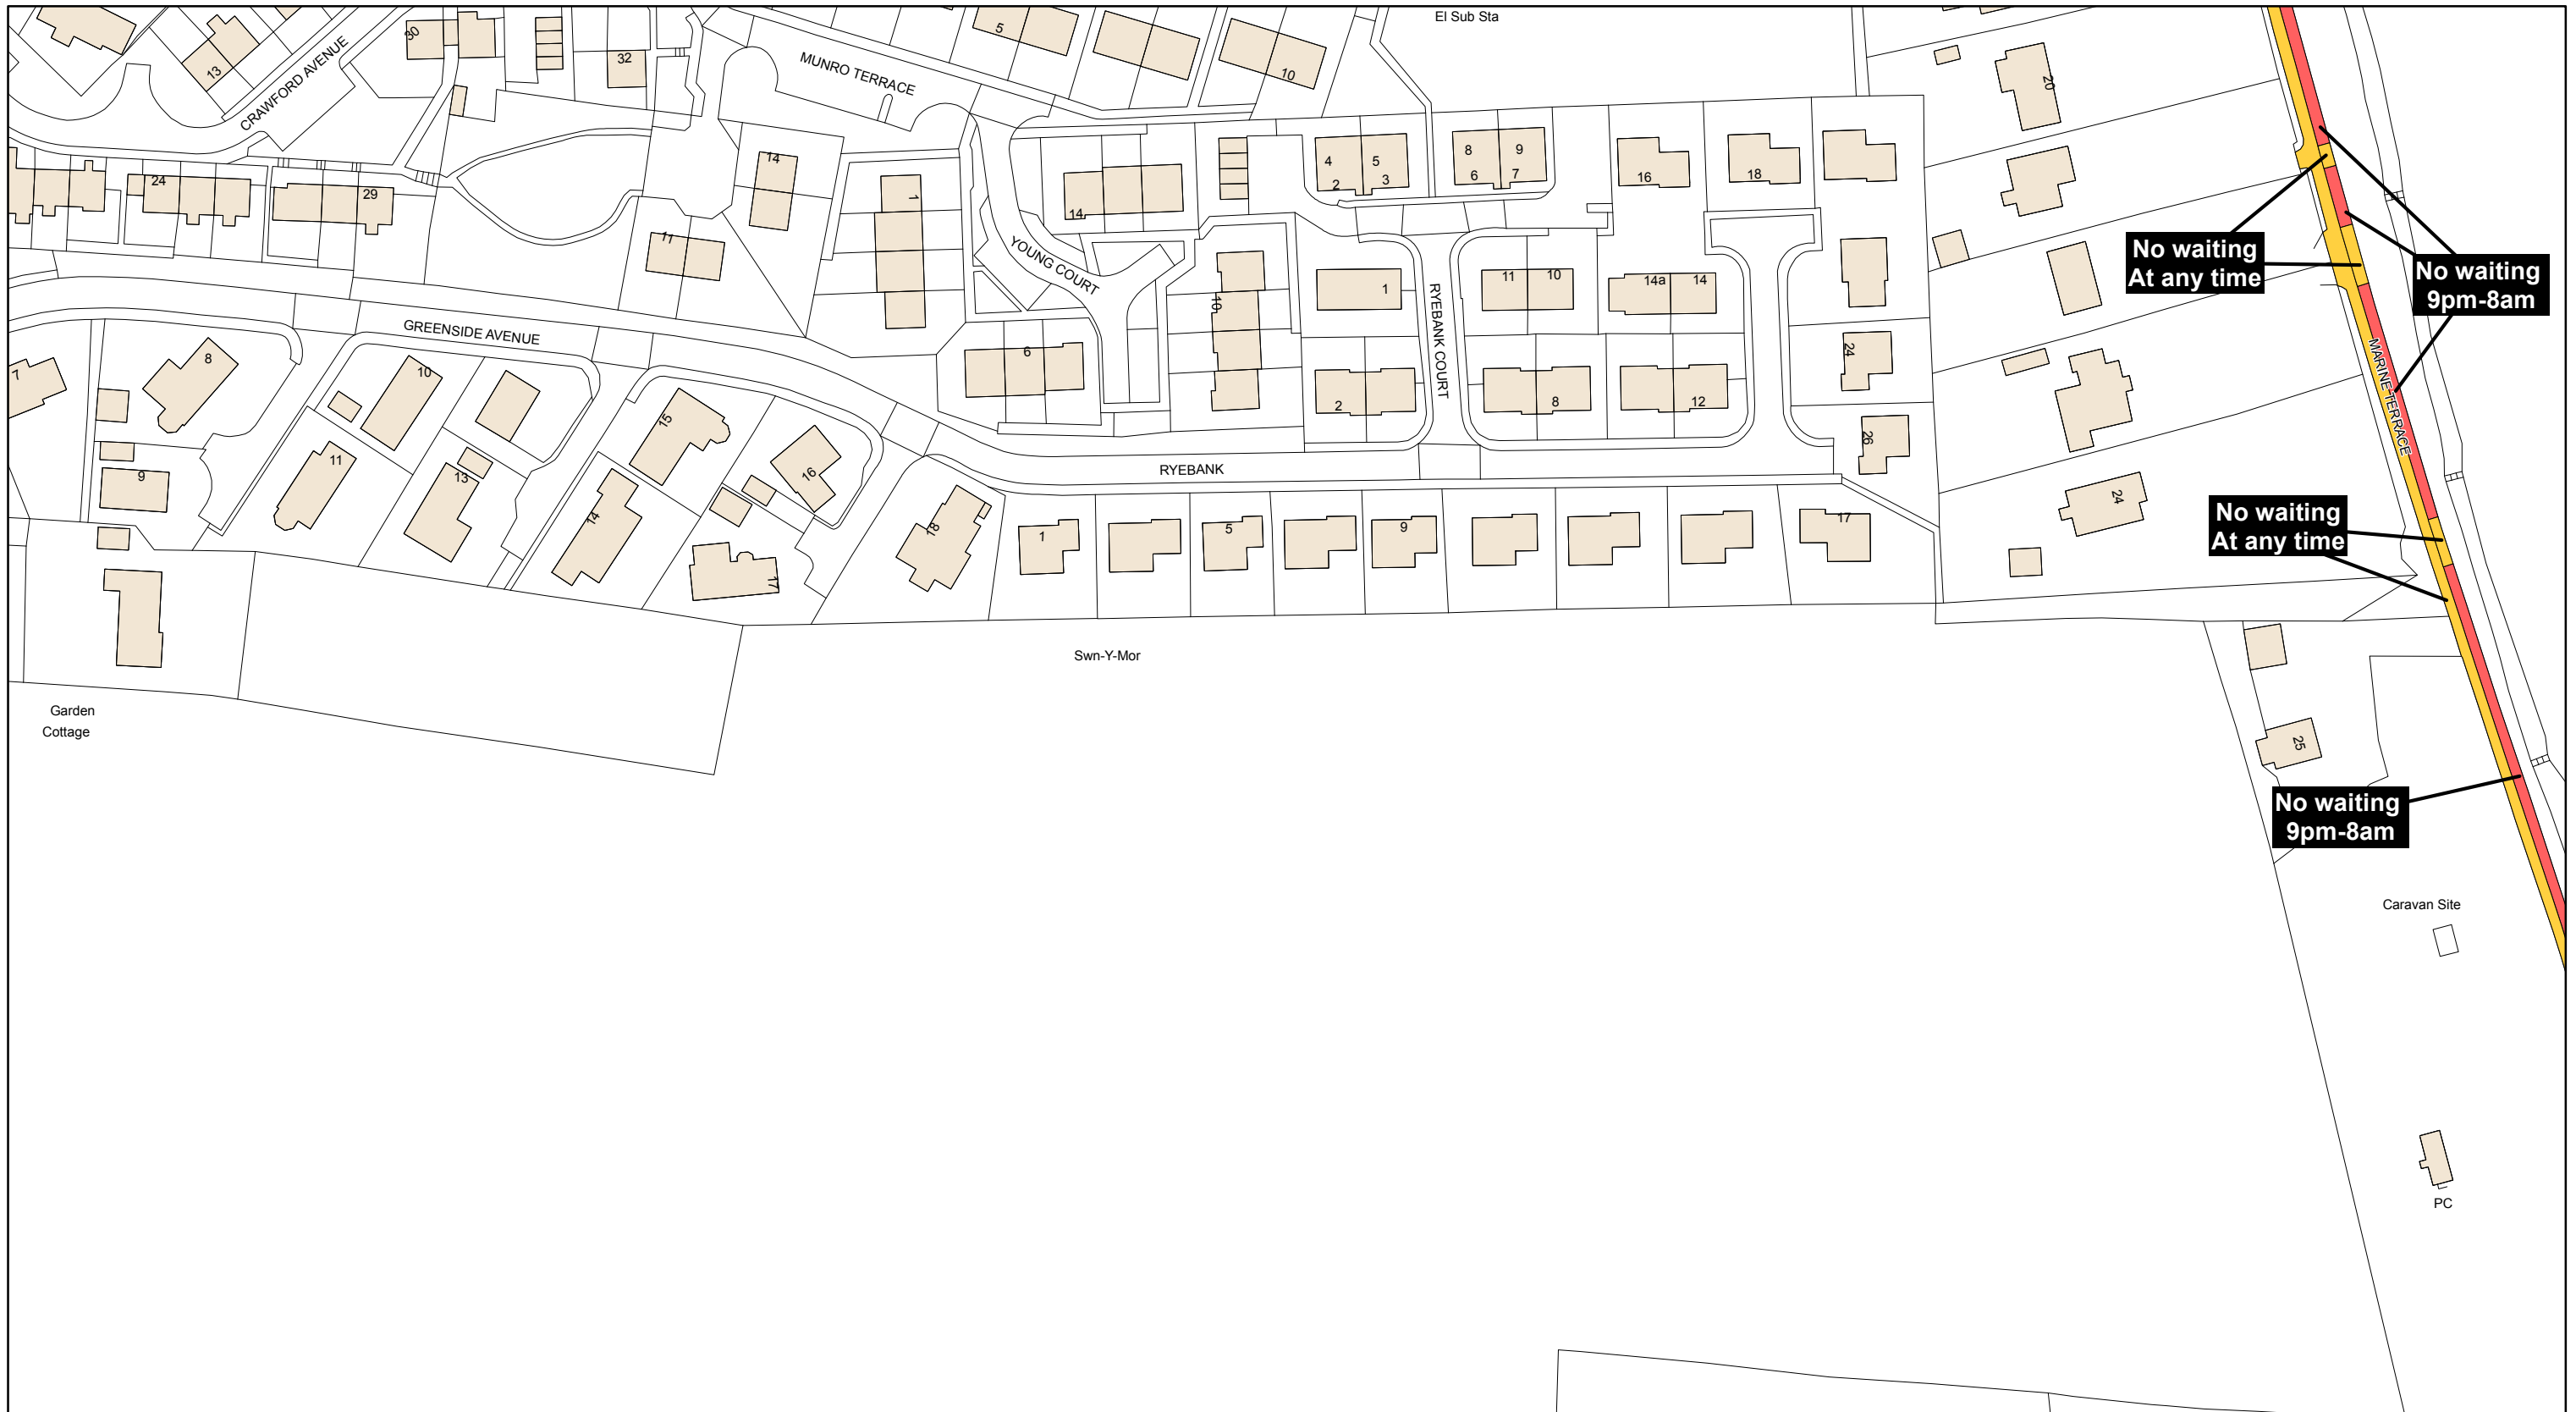 El Sub Sta
5
30
13
CRAWFORD AVENUE
32
MUNRO TERRACE
10
20
14
4
5
2
3
8
9
6
7
16
18
24
29
1
14
11
YOUNG COURT
No waiting
At any time
No waiting
9pm-8am
10
1
RYEBANK COURT
11
10
14a
14
GREENSIDE AVENUE
8
7
10
6
24
MARINE TERRACE
2
8
12
15
26
11
13
9
16
RYEBANK
24
14
18
17
1
5
9
17
No waiting
At any time
Swn-Y-Mor
Garden
Cottage
25
No waiting
9pm-8am
Caravan Site
PC